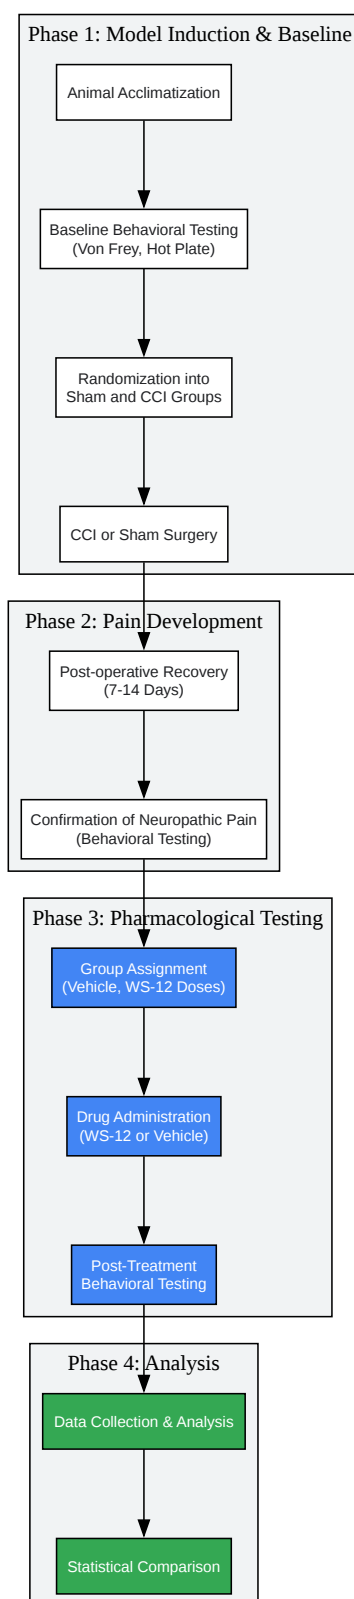 Phase 1: Model Induction & Baseline
Animal Acclimatization
Baseline Behavioral Testing
(Von Frey, Hot Plate)
Randomization into
Sham and CCI Groups
CCI or Sham Surgery
Phase 2: Pain Development
Post-operative Recovery
(7-14 Days)
Confirmation of Neuropathic Pain
(Behavioral Testing)
Phase 3: Pharmacological Testing
Group Assignment
(Vehicle, WS-12 Doses)
Drug Administration
(WS-12 or Vehicle)
Post-Treatment
Behavioral Testing
Phase 4: Analysis
Data Collection & Analysis
Statistical Comparison